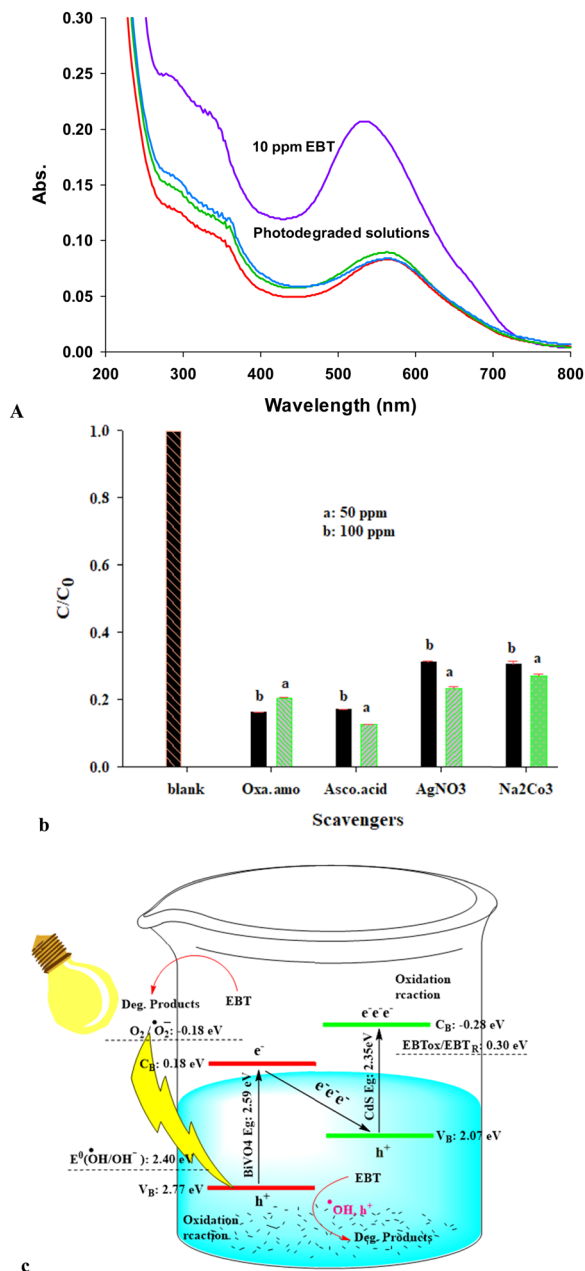 0.30
0.25
0.20
0.15
0.10
0.05
0.00
Abs.
10 ppm EBT
Photodegraded solutions
200 300 400 500 600 700 800
Wavelength (nm)
A
1.0
0.8
0.6
0.4
0.2
0.0
C/C0
a: 50 ppm
b: 100 ppm
b a b a b a b a
blank Oxa.amo Asco.acid AgNO3 Na2Co3
Scavengers
b
Oxidation
rcaction
Deg. Products
EBT
e⁻e⁻e⁻
O2 / O2•⁻: -0.18 eV
CB: -0.28 eV
EBTox/EBTR: 0.30 eV
e⁻
CB: 0.18 eV
BiVO4 Eg: 2.59 eV
e⁻e⁻e⁻
CdS Eg: 2.35eV
VB: 2.07 eV
h⁺
E⁰(•OH/OH⁻): 2.40 eV
EBT
VB: 2.77 eV
h⁺
•OH, h⁺
Oxidation
rcaction
Deg. Products
c